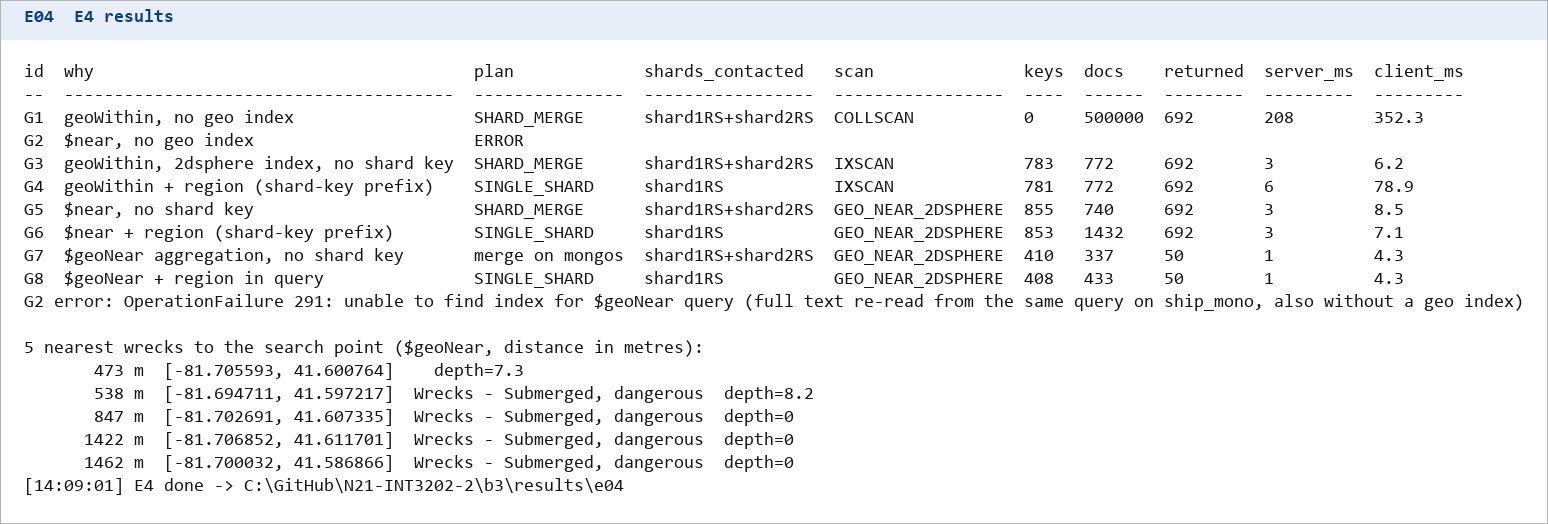 E04  E4 results
id  why                                      plan             shards_contacted   scan               keys  docs    returned  server_ms  client_ms
--  ---------------------------------------  ---------------  -----------------  -----------------  ----  ------  --------  ---------  ---------
G1  geoWithin, no geo index                  SHARD_MERGE      shard1RS+shard2RS  COLLSCAN           0     500000  692       208        352.3
G2  $near, no geo index                      ERROR
G3  geoWithin, 2dsphere index, no shard key  SHARD_MERGE      shard1RS+shard2RS  IXSCAN             783   772     692       3          6.2
G4  geoWithin + region (shard-key prefix)    SINGLE_SHARD     shard1RS           IXSCAN             781   772     692       6          78.9
G5  $near, no shard key                      SHARD_MERGE      shard1RS+shard2RS  GEO_NEAR_2DSPHERE  855   740     692       3          8.5
G6  $near + region (shard-key prefix)        SINGLE_SHARD     shard1RS           GEO_NEAR_2DSPHERE  853   1432    692       3          7.1
G7  $geoNear aggregation, no shard key       merge on mongos  shard1RS+shard2RS  GEO_NEAR_2DSPHERE  410   337     50        1          4.3
G8  $geoNear + region in query               SINGLE_SHARD     shard1RS           GEO_NEAR_2DSPHERE  408   433     50        1          4.3
G2 error: OperationFailure 291: unable to find index for $geoNear query (full text re-read from the same query on ship_mono, also without a geo index)
5 nearest wrecks to the search point ($geoNear, distance in metres):
       473 m  [-81.705593, 41.600764]    depth=7.3
       538 m  [-81.694711, 41.597217]  Wrecks - Submerged, dangerous  depth=8.2
       847 m  [-81.702691, 41.607335]  Wrecks - Submerged, dangerous  depth=0
      1422 m  [-81.706852, 41.611701]  Wrecks - Submerged, dangerous  depth=0
      1462 m  [-81.700032, 41.586866]  Wrecks - Submerged, dangerous  depth=0
[14:09:01] E4 done -> C:\GitHub\N21-INT3202-2\b3\results\e04